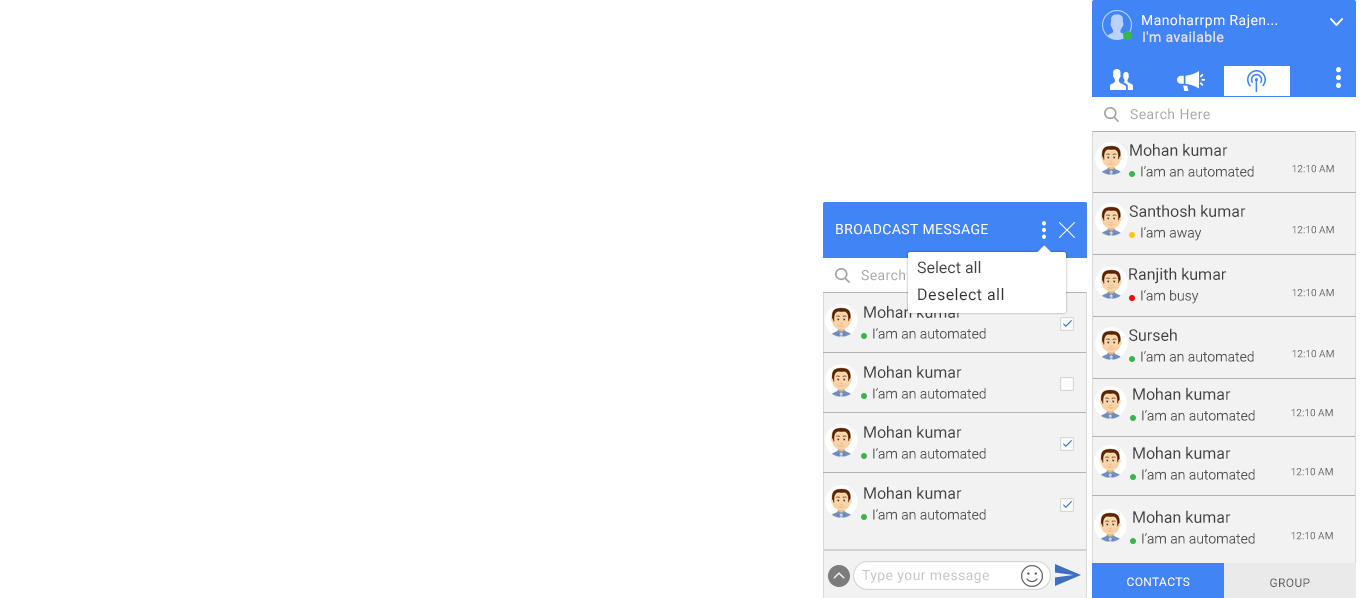 Manoharrpm Rajen...
I'm available
Search Here
Mohan kumar
I'am an automated
12:10 AM
Santhosh kumar
I'am away
12:10 AM
Ranjith kumar
I'am busy
12:10 AM
Surseh
I'am an automated
12:10 AM
Mohan kumar
I'am an automated
12:10 AM
Mohan kumar
I'am an automated
12:10 AM
Mohan kumar
I'am an automated
12:10 AM
CONTACTS
GROUP
BROADCAST MESSAGE
Select all
Deselect all
Search
Mohan kumar
I'am an automated
Mohan kumar
I'am an automated
Mohan kumar
I'am an automated
Mohan kumar
I'am an automated
Type your message